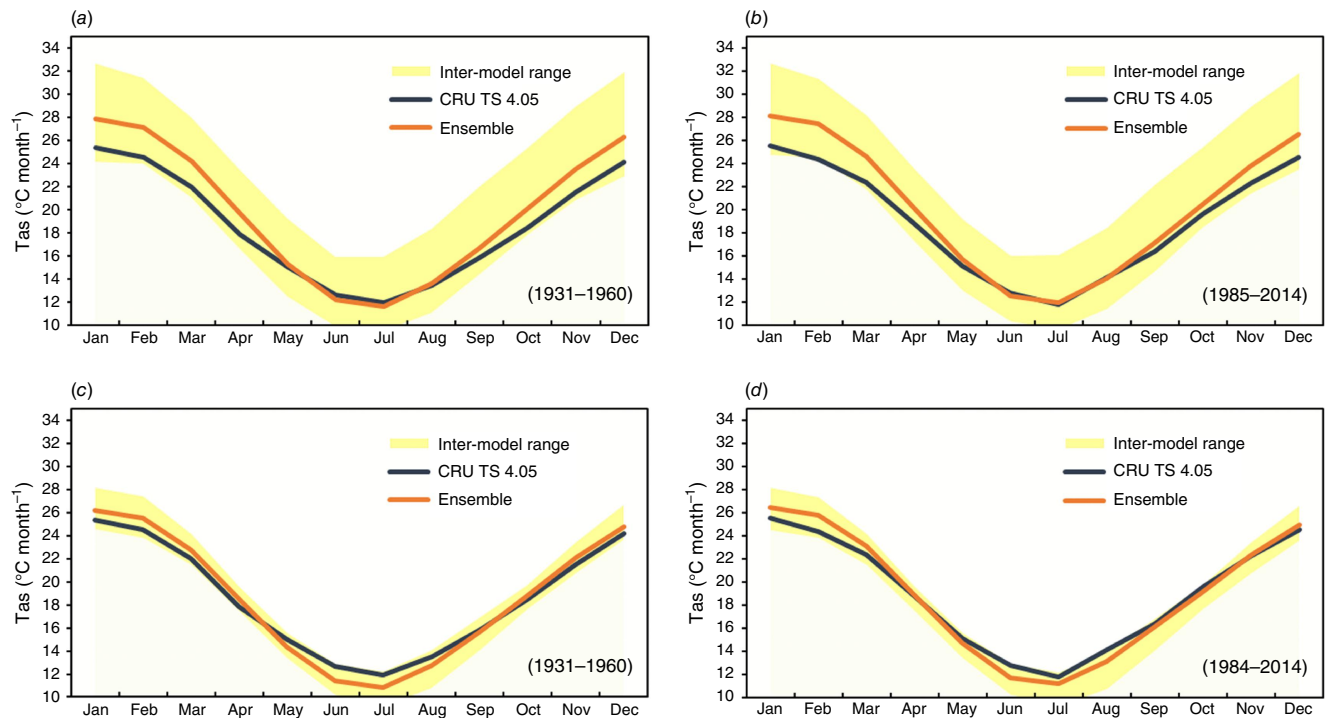 (a)
34
32
30
28
26
24
22
20
18
16
14
12
10
Tas (°C month⁻¹)
Inter-model range
CRU TS 4.05
Ensemble
(1931–1960)
Jan Feb Mar Apr May Jun Jul Aug Sep Oct Nov Dec
(b)
34
32
30
28
26
24
22
20
18
16
14
12
10
Tas (°C month⁻¹)
Inter-model range
CRU TS 4.05
Ensemble
(1985–2014)
Jan Feb Mar Apr May Jun Jul Aug Sep Oct Nov Dec
(c)
34
32
30
28
26
24
22
20
18
16
14
12
10
Tas (°C month⁻¹)
Inter-model range
CRU TS 4.05
Ensemble
(1931–1960)
Jan Feb Mar Apr May Jun Jul Aug Sep Oct Nov Dec
(d)
34
32
30
28
26
24
22
20
18
16
14
12
10
Tas (°C month⁻¹)
Inter-model range
CRU TS 4.05
Ensemble
(1984–2014)
Jan Feb Mar Apr May Jun Jul Aug Sep Oct Nov Dec